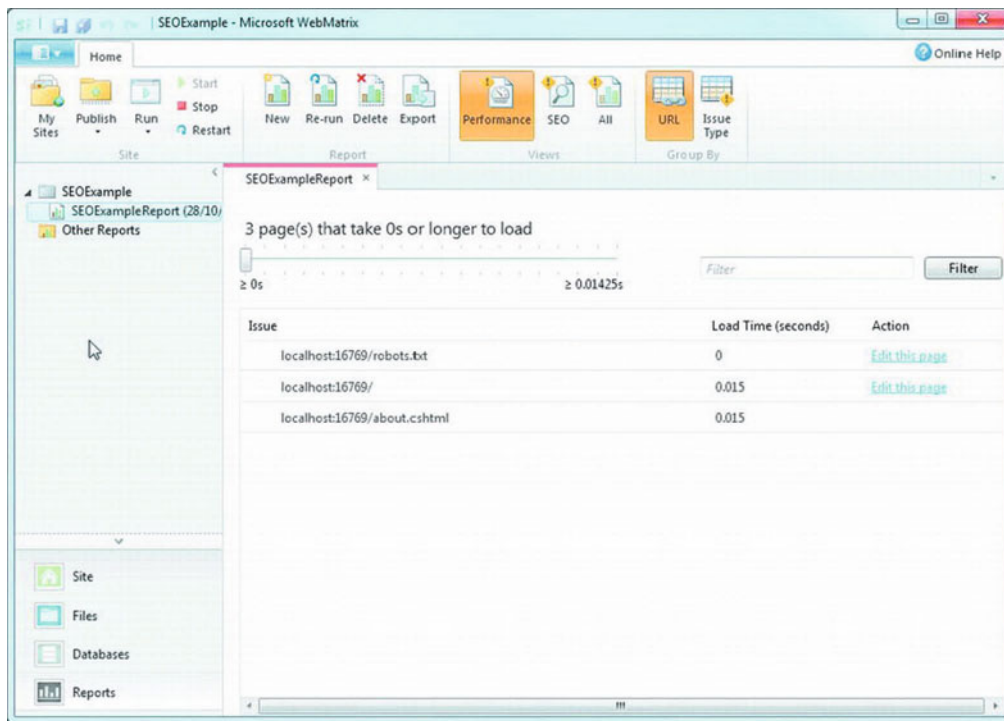 SEOExample - Microsoft WebMatrix
Home
Online Help
My Sites
Publish
Run
Start
Stop
Restart
New
Re-run
Delete
Export
Performance
SEO
All
URL
Issue Type
Site
Report
Views
Group By
SEOExample
SEOExampleReport (28/10/
Other Reports
SEOExampleReport
3 page(s) that take 0s or longer to load
≥ 0s
≥ 0.01425s
Filter
Filter
Issue Load Time (seconds) Action
localhost:16769/robots.txt 0 Edit this page
localhost:16769/ 0.015 Edit this page
localhost:16769/about.cshtml 0.015
Site
Files
Databases
Reports